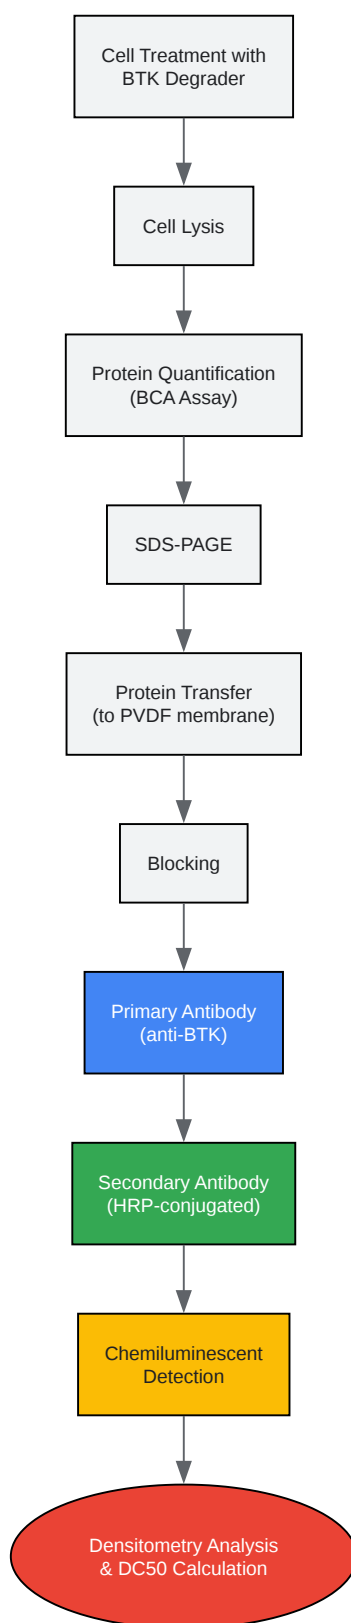 Cell Treatment with
BTK Degrader
Cell Lysis
Protein Quantification
(BCA Assay)
SDS-PAGE
Protein Transfer
(to PVDF membrane)
Blocking
Primary Antibody
(anti-BTK)
Secondary Antibody
(HRP-conjugated)
Chemiluminescent
Detection
Densitometry Analysis
& DC50 Calculation